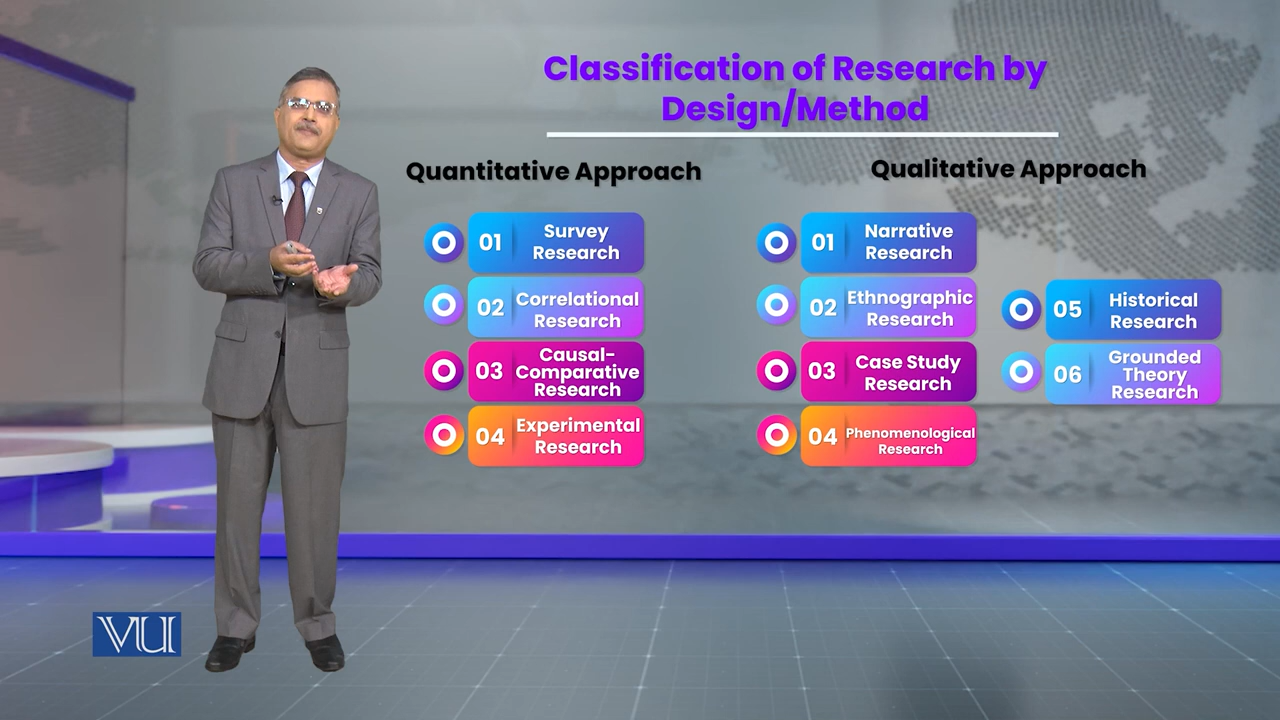 Classification of Research by
Design/Method
Quantitative Approach
01
Survey
Research
02
Correlational
Research
03
Causal-
Comparative
Research
04
Experimental
Research
Qualitative Approach
01
Narrative
Research
02
Ethnographic
Research
03
Case Study
Research
04
Phenomenological
Research
05
Historical
Research
06
Grounded
Theory
Research
VU